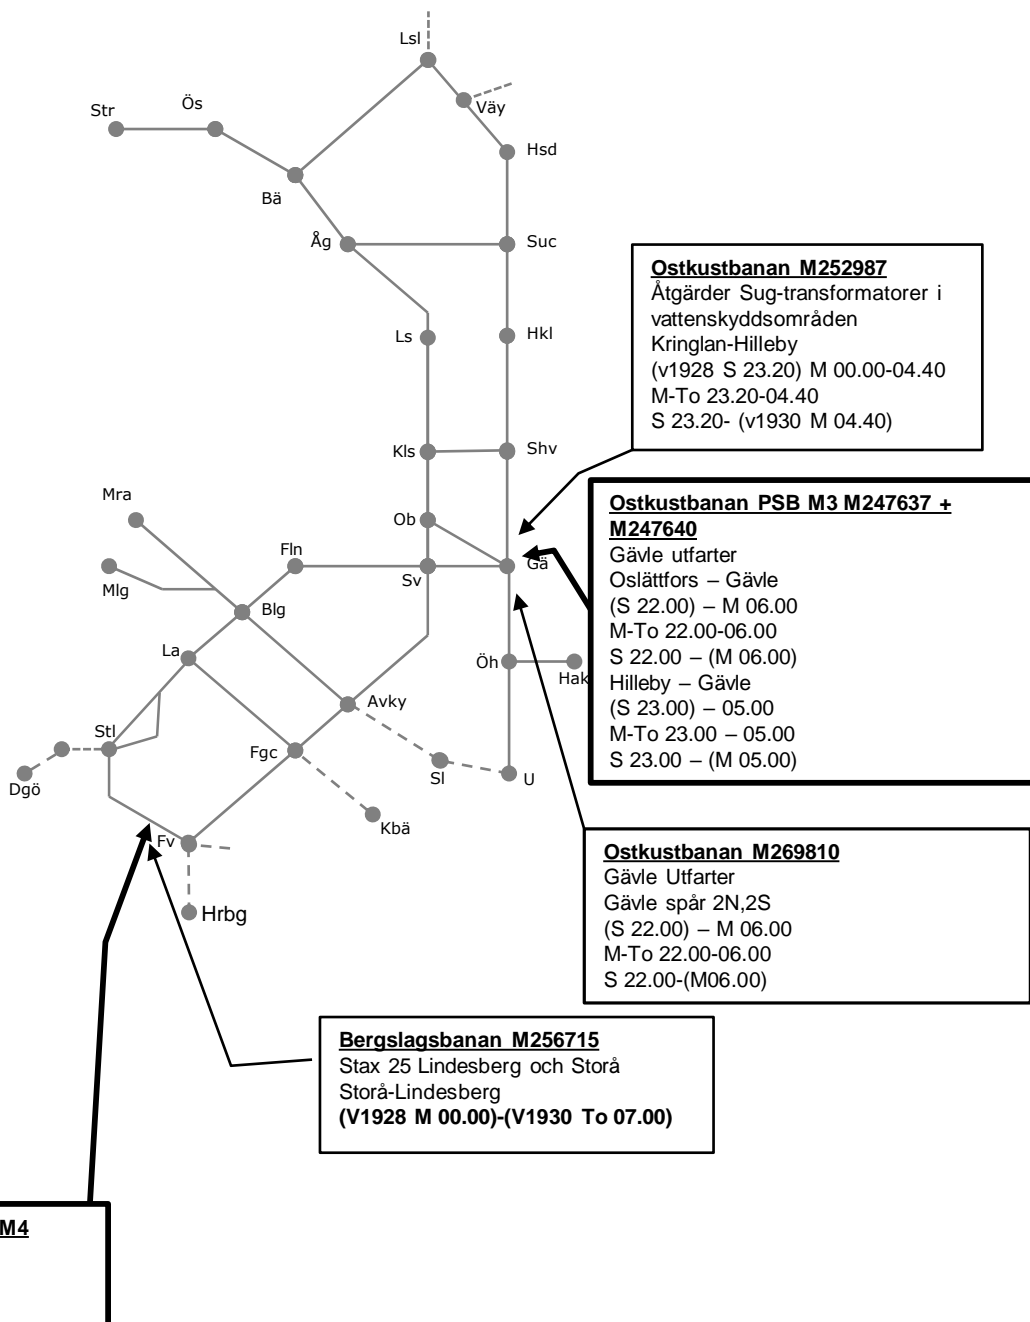 Lsl
Väy
Str
Ös
Hsd
Bä
Åg
Suc
Ls
Hkl
Kls
Shv
Mra
Ob
Fln
Gä
Sv
Mlg
Blg
La
Öh
Hak
Avky
Stl
Fgc
Sl
U
Dgö
Kbä
Fv
Hrbg
Ostkustbanan M252987
Åtgärder Sug-transformatorer i
vattenskyddsområden
Kringlan-Hilleby
(v1928 S 23.20) M 00.00-04.40
M-To 23.20-04.40
S 23.20- (v1930 M 04.40)
Ostkustbanan PSB M3 M247637 +
M247640
Gävle utfarter
Oslättfors – Gävle
(S 22.00) – M 06.00
M-To 22.00-06.00
S 22.00 – (M 06.00)
Hilleby – Gävle
(S 23.00) – 05.00
M-To 23.00 – 05.00
S 23.00 – (M 05.00)
Ostkustbanan M269810
Gävle Utfarter
Gävle spår 2N,2S
(S 22.00) – M 06.00
M-To 22.00-06.00
S 22.00-(M06.00)
Bergslagsbanan M256715
Stax 25 Lindesberg och Storå
Storå-Lindesberg
(V1928 M 00.00)-(V1930 To 07.00)
M4